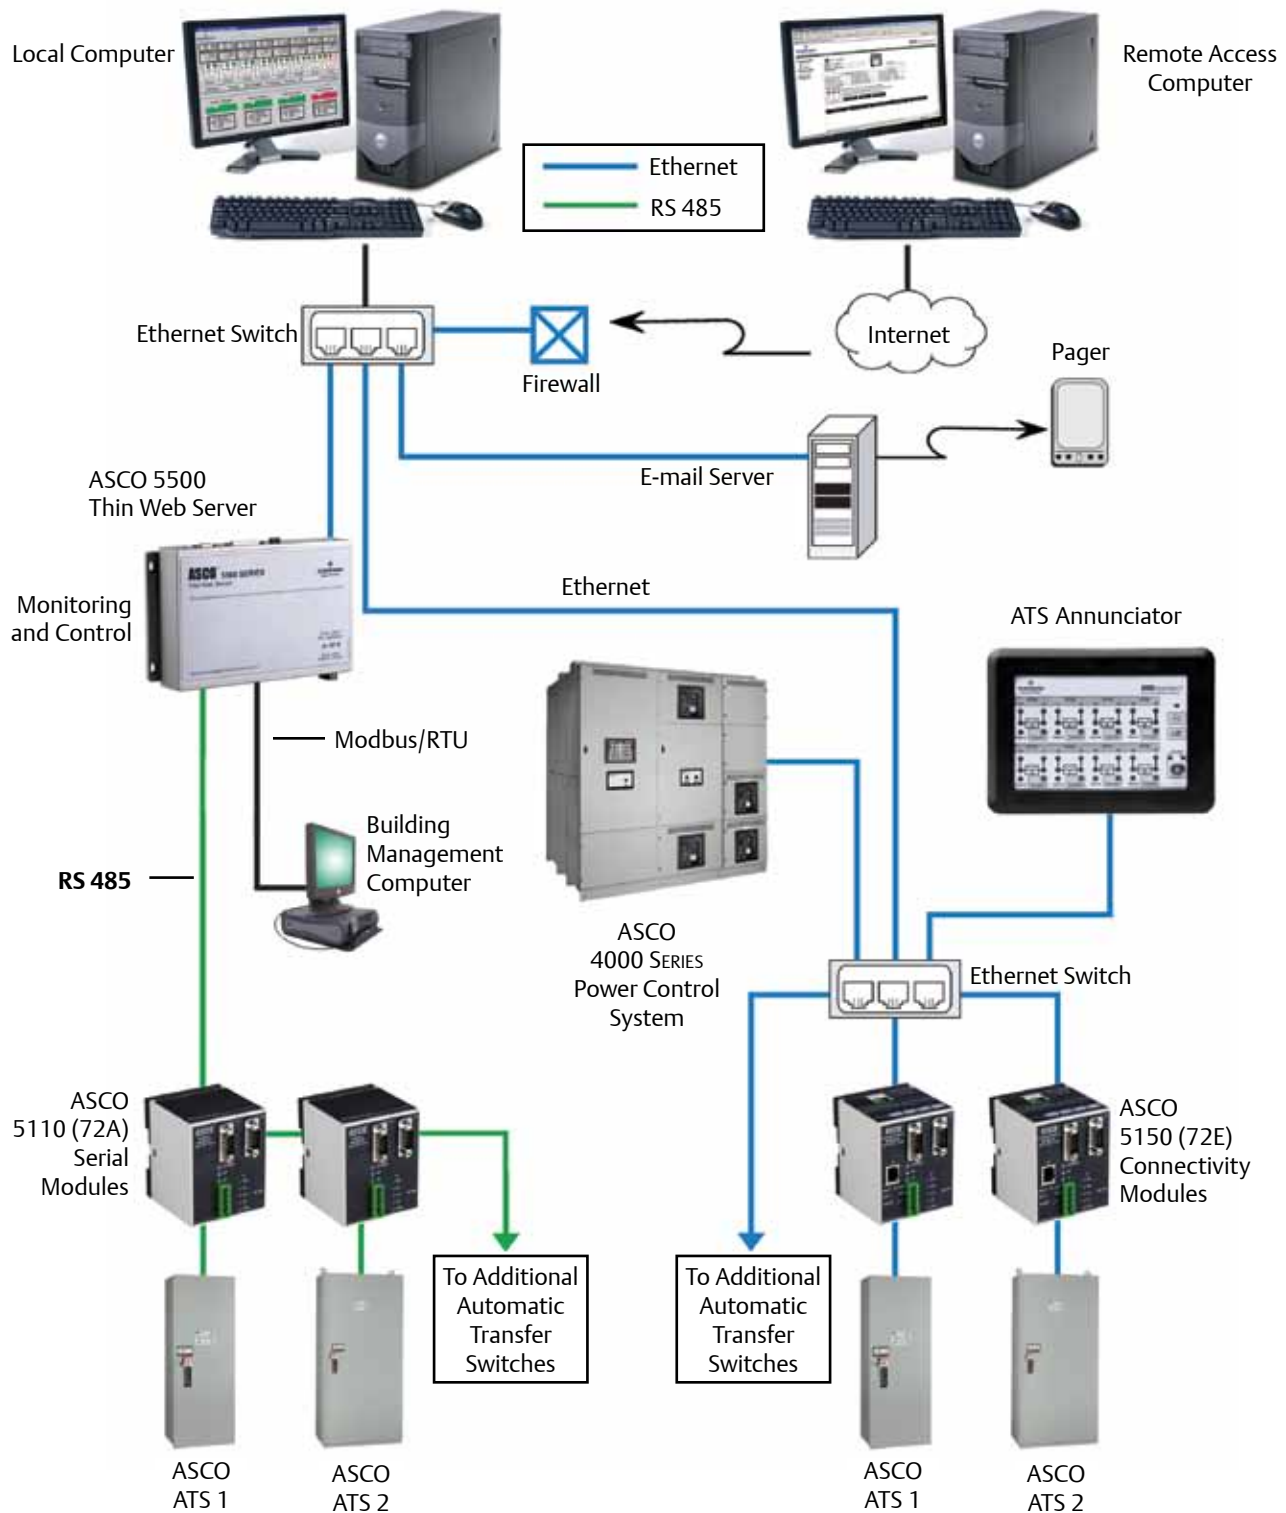 Local Computer
Remote Access
Computer
Ethernet
RS 485
Ethernet Switch
Firewall
Internet
Pager
E-mail Server
ASCO 5500
Thin Web Server
ASCO
Monitoring
and Control
Ethernet
ATS Annunciator
Modbus/RTU
Building
Management
Computer
RS 485
ASCO
4000 SERIES
Power Control
System
Ethernet Switch
ASCO
5110 (72A)
Serial
Modules
ASCO
5150 (72E)
Connectivity
Modules
To Additional
Automatic
Transfer
Switches
To Additional
Automatic
Transfer
Switches
ASCO
ATS 1
ASCO
ATS 2
ASCO
ATS 1
ASCO
ATS 2